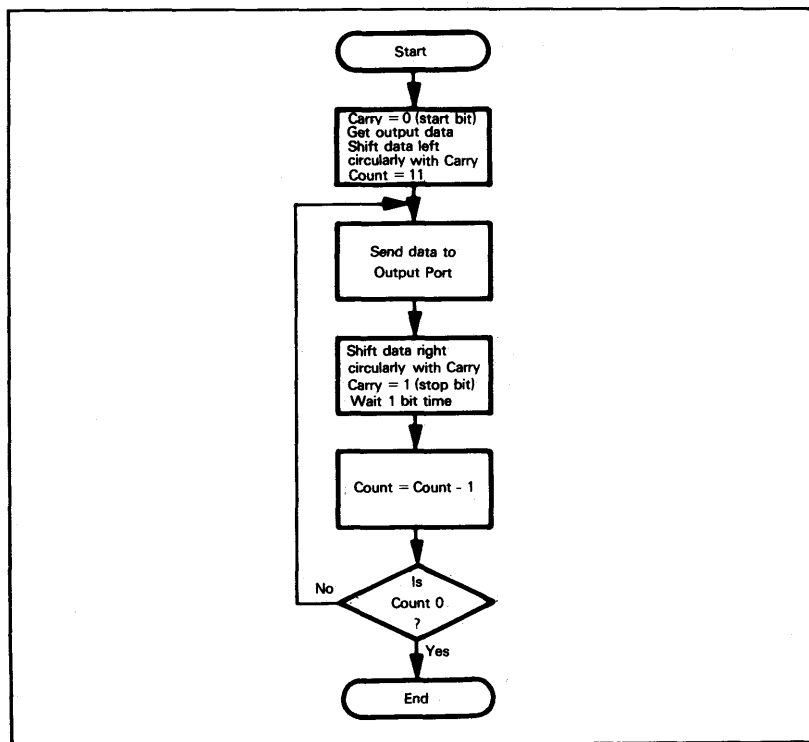 Start
Carry = 0 (start bit)
Get output data
Shift data left
circularly with Carry
Count = 11
Send data to
Output Port
Shift data right
circularly with Carry
Carry = 1 (stop bit)
Wait 1 bit time
Count = Count - 1
Is
Count 0
?
No
Yes
End